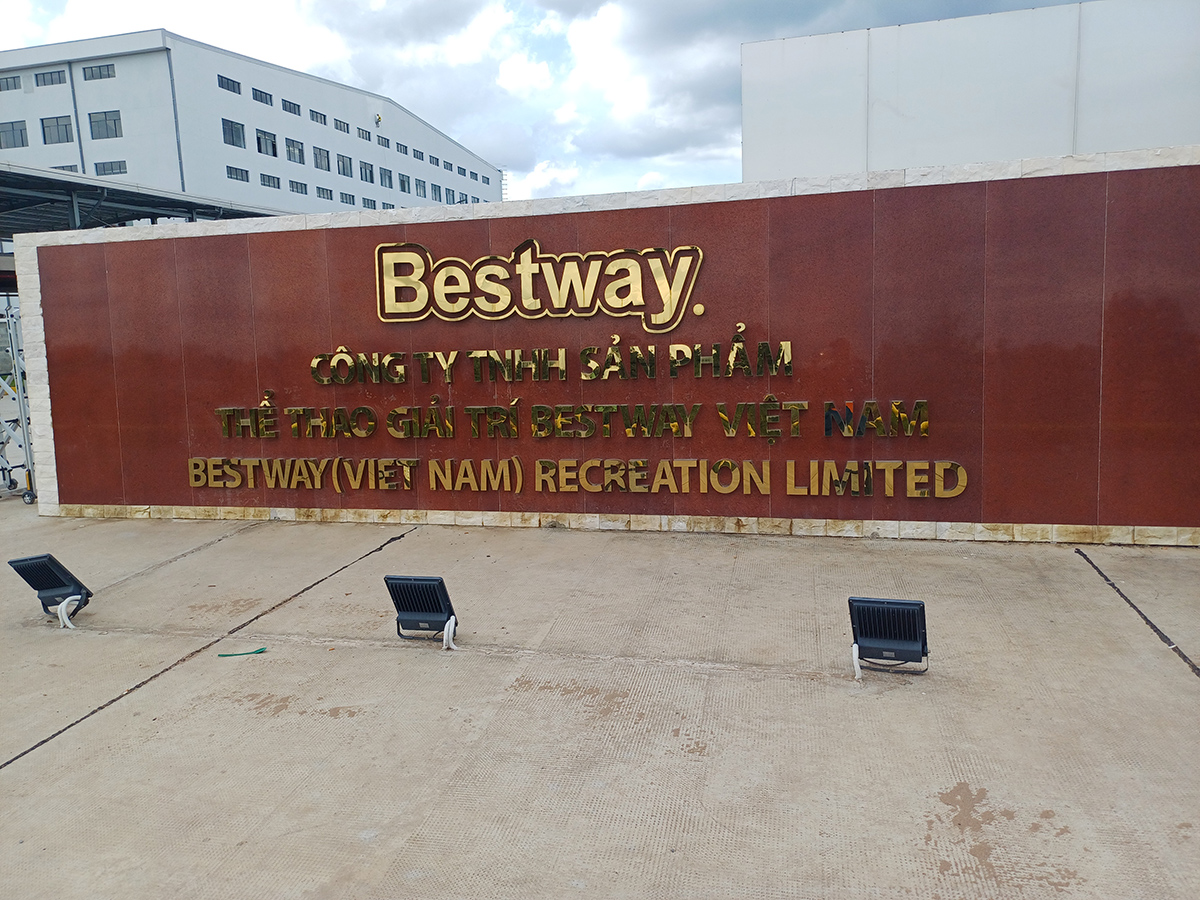 Bestway.
CÔNG TY TNHH SẢN PHẨM
THỂ THAO GIẢI TRÍ BESTWAY VIỆT NAM
BESTWAY(VIET NAM) RECREATION LIMITED